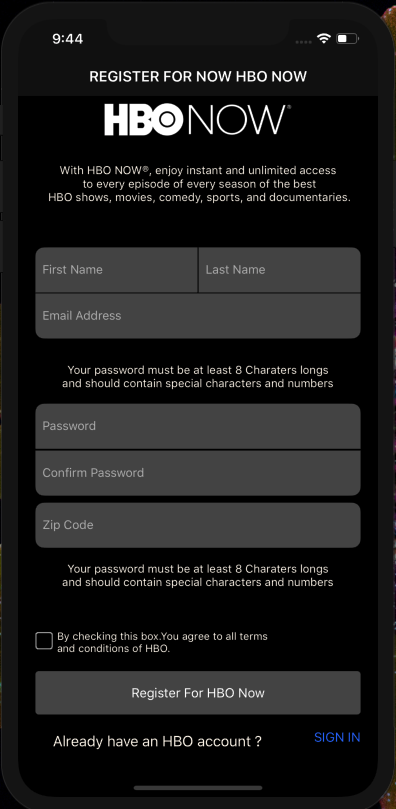 9:44
REGISTER FOR NOW HBO NOW
HBO NOW®
With HBO NOW®, enjoy instant and unlimited access
to every episode of every season of the best
HBO shows, movies, comedy, sports, and documentaries.
First Name Last Name
Email Address
Your password must be at least 8 Charaters longs
and should contain special characters and numbers
Password
Confirm Password
Zip Code
Your password must be at least 8 Charaters longs
and should contain special characters and numbers
By checking this box.You agree to all terms
and conditions of HBO.
Register For HBO Now
Already have an HBO account ? SIGN IN